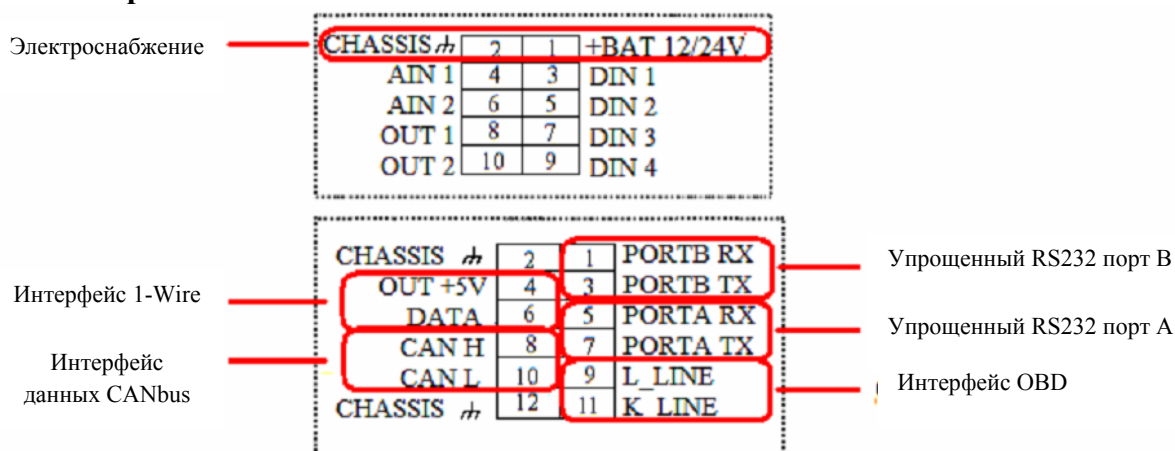 Электроснабжение
CHASSIS 2 1 +BAT 12/24V
AIN 1 4 3 DIN 1
AIN 2 6 5 DIN 2
OUT 1 8 7 DIN 3
OUT 2 10 9 DIN 4
CHASSIS 2 1 PORTB RX
OUT +5V 4 3 PORTB TX
DATA 6 5 PORTA RX
CAN H 8 7 PORTA TX
CAN L 10 9 L_LINE
CHASSIS 12 11 K_LINE
Интерфейс 1-Wire
Интерфейс
данных CANbus
Упрощенный RS232 порт B
Упрощенный RS232 порт A
Интерфейс OBD